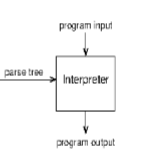 program input
parse tree
Interpreter
program output